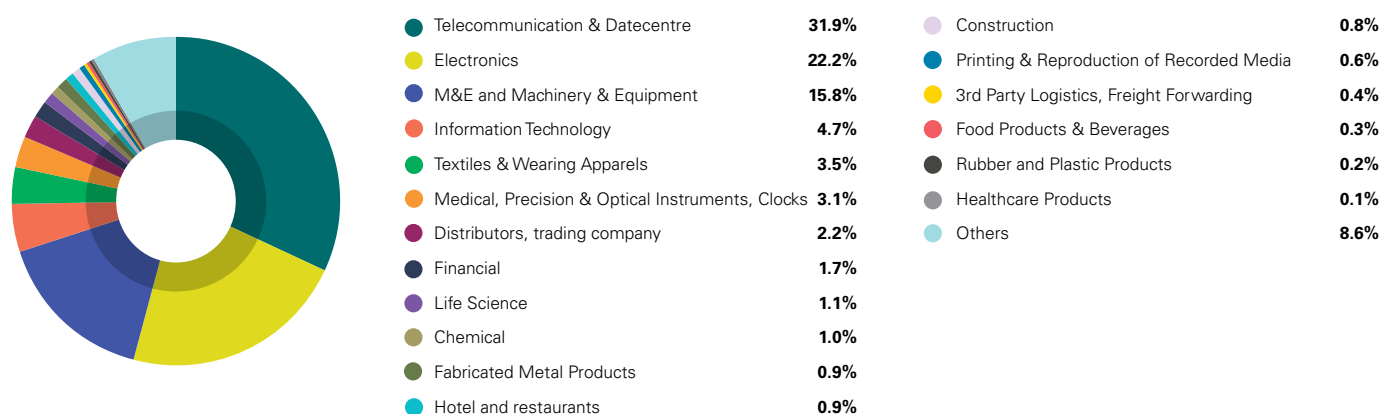 Telecommunication & Datecentre 31.9%
Electronics 22.2%
M&E and Machinery & Equipment 15.8%
Information Technology 4.7%
Textiles & Wearing Apparels 3.5%
Medical, Precision & Optical Instruments, Clocks 3.1%
Distributors, trading company 2.2%
Financial 1.7%
Life Science 1.1%
Chemical 1.0%
Fabricated Metal Products 0.9%
Hotel and restaurants 0.9%
Construction 0.8%
Printing & Reproduction of Recorded Media 0.6%
3rd Party Logistics, Freight Forwarding 0.4%
Food Products & Beverages 0.3%
Rubber and Plastic Products 0.2%
Healthcare Products 0.1%
Others 8.6%